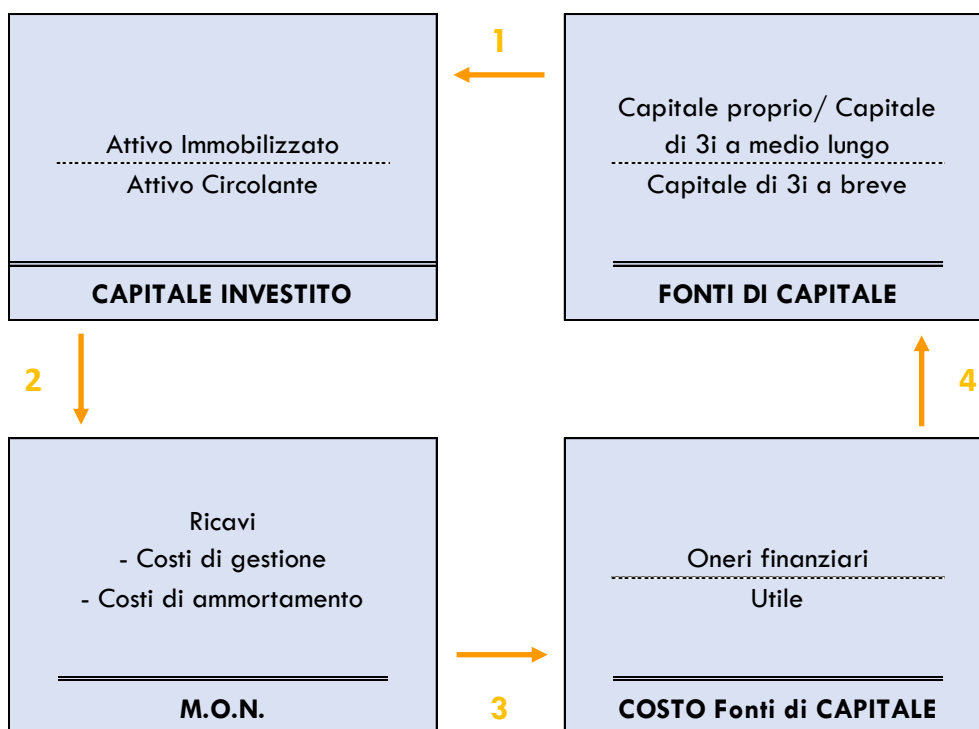 1
Attivo Immobilizzato
Attivo Circolante
CAPITALE INVESTITO
Capitale proprio/ Capitale
di 3i a medio lungo
Capitale di 3i a breve
FONTI DI CAPITALE
2
4
Ricavi
- Costi di gestione
- Costi di ammortamento
M.O.N.
3
Oneri finanziari
Utile
COSTO Fonti di CAPITALE